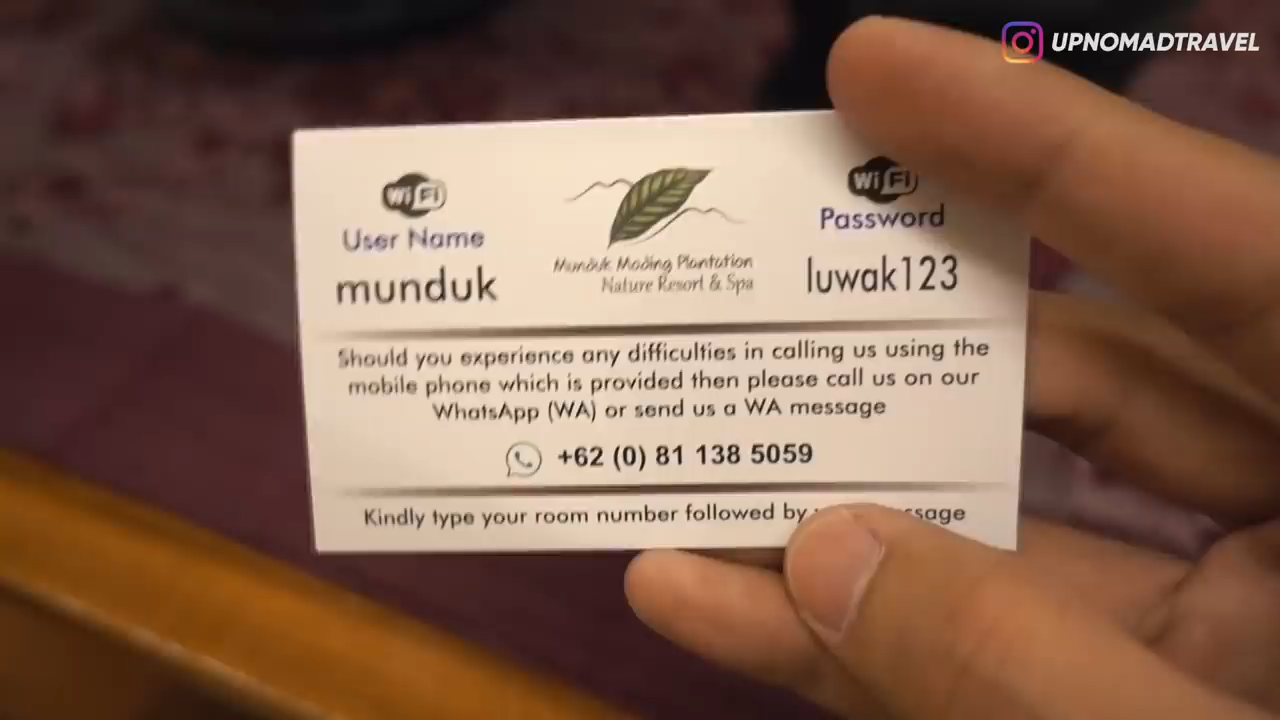 UPNOMADTRAVEL
WiFi
User Name
munduk
Munduk Moding Plantation
Nature Resort & Spa
WiFi
Password
luwak123
Should you experience any difficulties in calling us using the
mobile phone which is provided then please call us on our
WhatsApp (WA) or send us a WA message
+62 (0) 81 138 5059
Kindly type your room number followed by